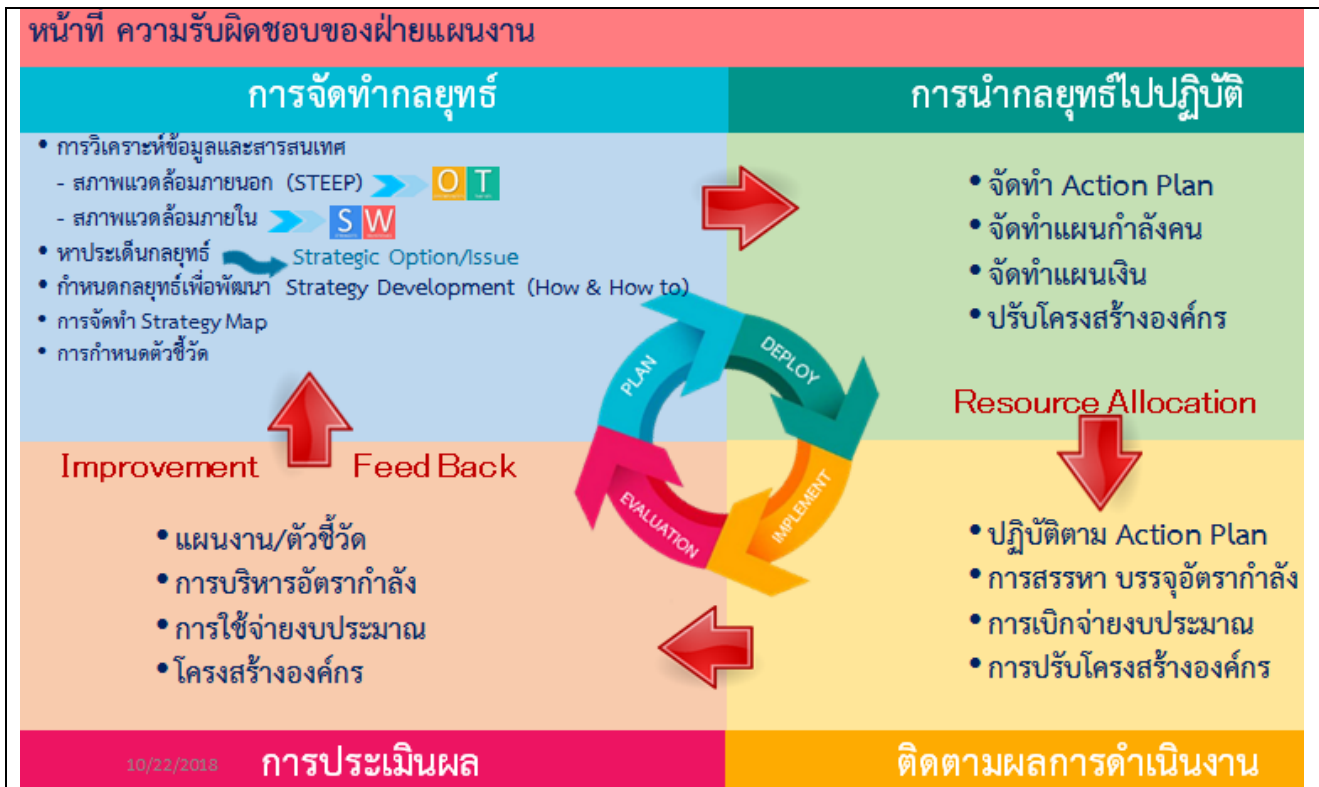 หน้าที่ ความรับผิดชอบของฝ่ายแผนงาน
การจัดทำกลยุทธ์
• การวิเคราะห์ข้อมูลและสารสนเทศ
- สภาพแวดล้อมภายนอก (STEEP) O T
- สภาพแวดล้อมภายใน S W
• หาประเด็นกลยุทธ์ Strategic Option/Issue
• กำหนดกลยุทธ์เพื่อพัฒนา Strategy Development (How & How to)
• การจัดทำ Strategy Map
• การกำหนดตัวชี้วัด
การนำกลยุทธ์ไปปฏิบัติ
• จัดทำ Action Plan
• จัดทำแผนกำลังคน
• จัดทำแผนเงิน
• ปรับโครงสร้างองค์กร
Resource Allocation
PLAN
DEPLOY
IMPLEMENT
EVALUATION
Improvement Feed Back
• แผนงาน/ตัวชี้วัด
• การบริหารอัตรากำลัง
• การใช้จ่ายงบประมาณ
• โครงสร้างองค์กร
10/22/2018 การประเมินผล
• ปฏิบัติตาม Action Plan
• การสรรหา บรรจุอัตรากำลัง
• การเบิกจ่ายงบประมาณ
• การปรับโครงสร้างองค์กร
ติดตามผลการดำเนินงาน